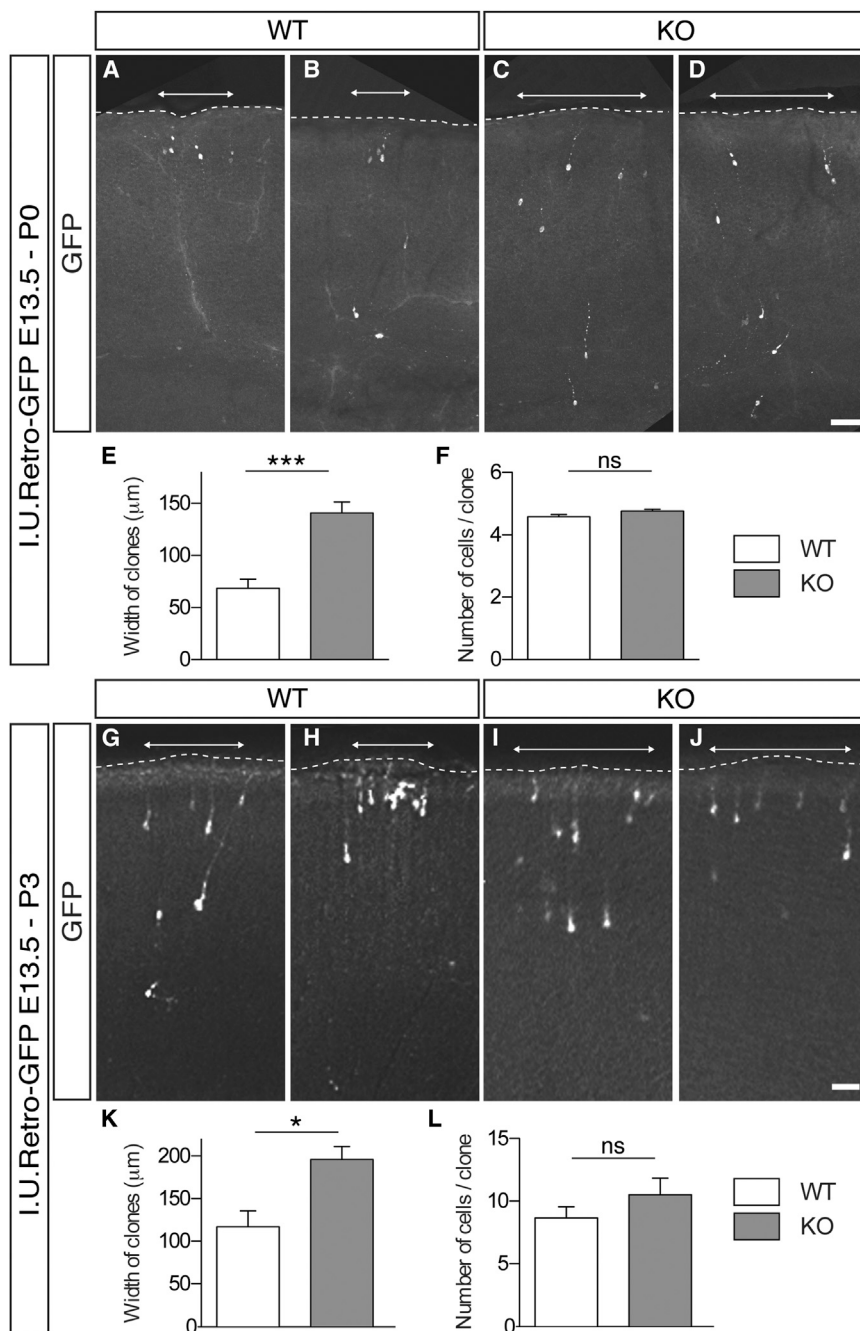 WT
KO
A
B
C
D
I.U.Retro-GFP E13.5 - P0
GFP
E
***
Width of clones (μm)
150
100
50
0
F
ns
Number of cells / clone
6
4
2
0
WT
KO
WT
KO
G
H
I
J
I.U.Retro-GFP E13.5 - P3
GFP
K
*
Width of clones (μm)
200
150
100
50
0
L
ns
Number of cells / clone
15
10
5
0
WT
KO